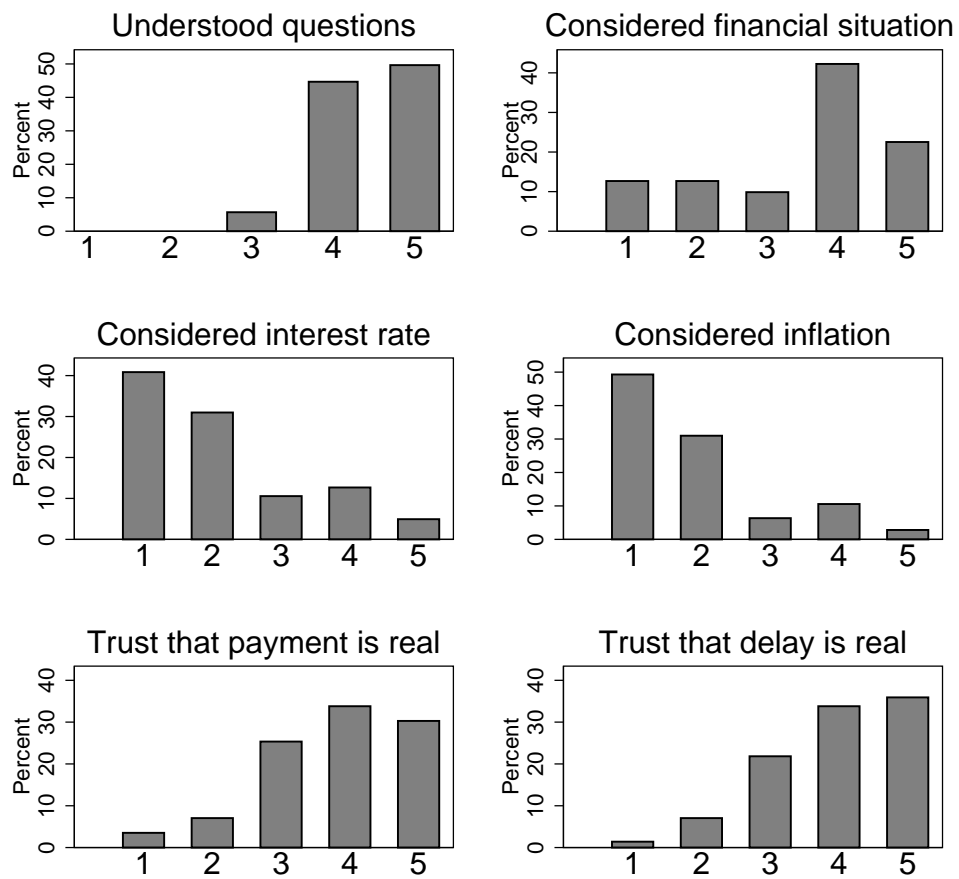 Understood questions
Percent
0 10 20 30 40 50
1 2 3 4 5
Considered financial situation
Percent
0 10 20 30 40
1 2 3 4 5
Considered interest rate
Percent
0 10 20 30 40
1 2 3 4 5
Considered inflation
Percent
0 10 20 30 40 50
1 2 3 4 5
Trust that payment is real
Percent
0 10 20 30 40
1 2 3 4 5
Trust that delay is real
Percent
0 10 20 30 40
1 2 3 4 5